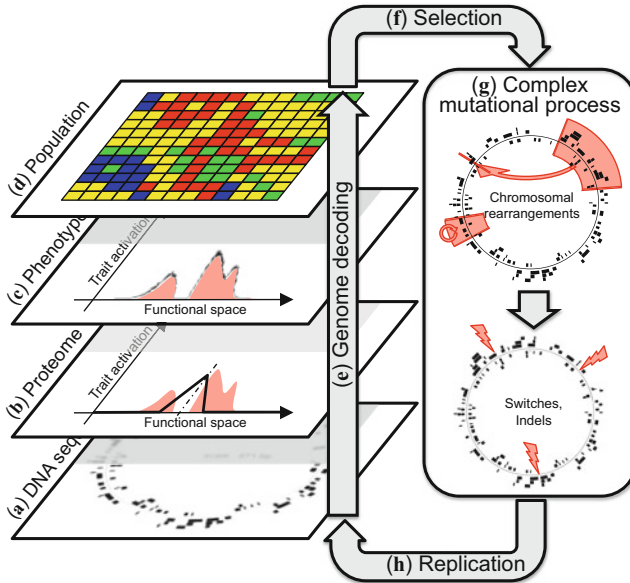 (f) Selection
(g) Complex
mutational process
Chromosomal
rearrangements
Switches,
Indels
(h) Replication
(e) Genome decoding
(d) Population
(c) Phenotyp
Trait activation
Functional space
(b) Proteome
Trait activation
Functional space
(a) DNA seq